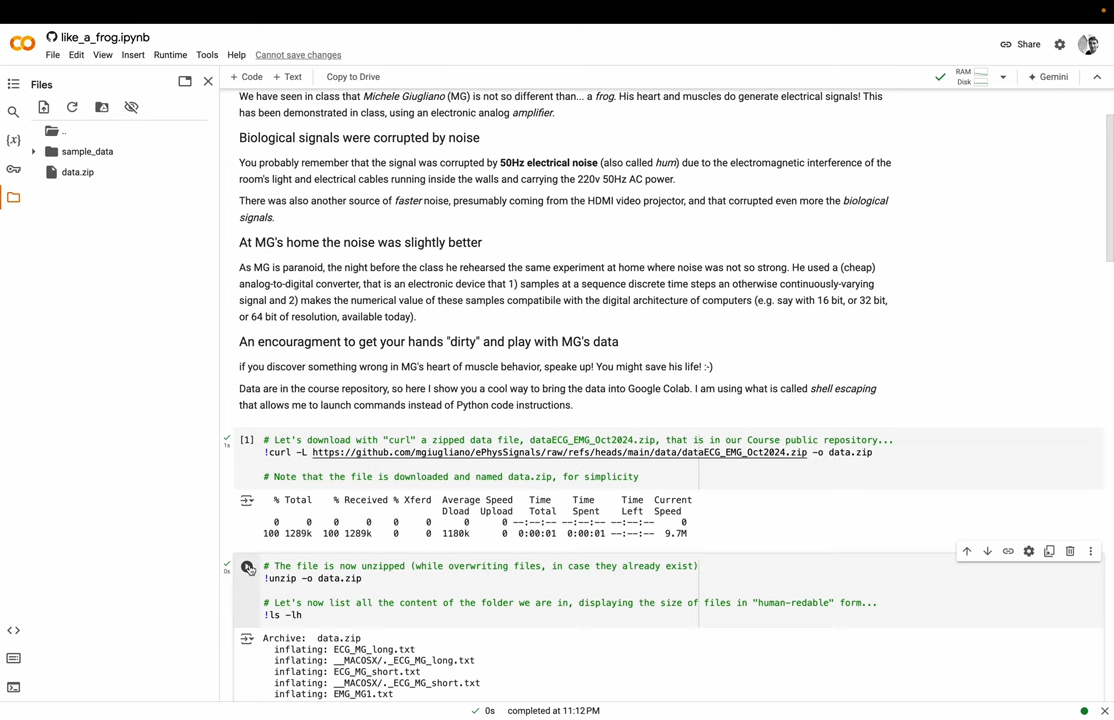 like_a_frog.ipynb
File Edit View Insert Runtime Tools Help Cannot save changes
Share
Files
+ Code + Text Copy to Drive
RAM
Disk
Gemini
..
sample_data
data.zip
{x}
We have seen in class that Michele Giugliano (MG) is not so different than... a frog. His heart and muscles do generate electrical signals! This
has been demonstrated in class, using an electronic analog amplifier.
Biological signals were corrupted by noise
You probably remember that the signal was corrupted by 50Hz electrical noise (also called hum) due to the electromagnetic interference of the
room's light and electrical cables running inside the walls and carrying the 220v 50Hz AC power.
There was also another source of faster noise, presumably coming from the HDMI video projector, and that corrupted even more the biological
signals.
At MG's home the noise was slightly better
As MG is paranoid, the night before the class he rehearsed the same experiment at home where noise was not so strong. He used a (cheap)
analog-to-digital converter, that is an electronic device that 1) samples at a sequence discrete time steps an otherwise continuously-varying
signal and 2) makes the numerical value of these samples compatibile with the digital architecture of computers (e.g. say with 16 bit, or 32 bit,
or 64 bit of resolution, available today).
An encouragment to get your hands "dirty" and play with MG's data
if you discover something wrong in MG's heart of muscle behavior, speake up! You might save his life! :-)
Data are in the course repository, so here I show you a cool way to bring the data into Google Colab. I am using what is called shell escaping
that allows me to launch commands instead of Python code instructions.
[1] # Let's download with "curl" a zipped data file, dataECG_EMG_Oct2024.zip, that is in our Course public repository...
1s
!curl -L https://github.com/mgiugliano/ePhysSignals/raw/refs/heads/main/data/dataECG_EMG_Oct2024.zip -o data.zip
# Note that the file is downloaded and named data.zip, for simplicity
% Total % Received % Xferd Average Speed Time Time Time Current
Dload Upload Total Spent Left Speed
0 0 0 0 0 0 0 0 --:--:-- --:--:-- --:--:-- 0
100 1289k 100 1289k 0 0 1180k 0 0:00:01 0:00:01 --:--:-- 9.7M
# The file is now unzipped (while overwriting files, in case they already exist)
0s
!unzip -o data.zip
# Let's now list all the content of the folder we are in, displaying the size of files in "human-redable" form...
!ls -lh
Archive: data.zip
inflating: ECG_MG_long.txt
inflating: __MACOSX/._ECG_MG_long.txt
inflating: ECG_MG_short.txt
inflating: __MACOSX/._ECG_MG_short.txt
inflating: EMG_MG1.txt
0s completed at 11:12PM